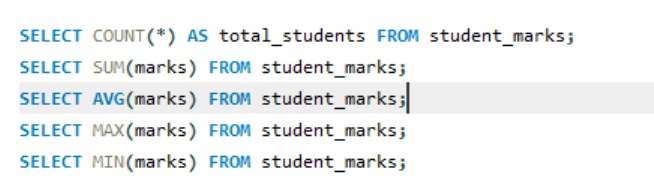 SELECT COUNT(*) AS total_students FROM student_marks;
SELECT SUM(marks) FROM student_marks;
SELECT AVG(marks) FROM student_marks;
SELECT MAX(marks) FROM student_marks;
SELECT MIN(marks) FROM student_marks;